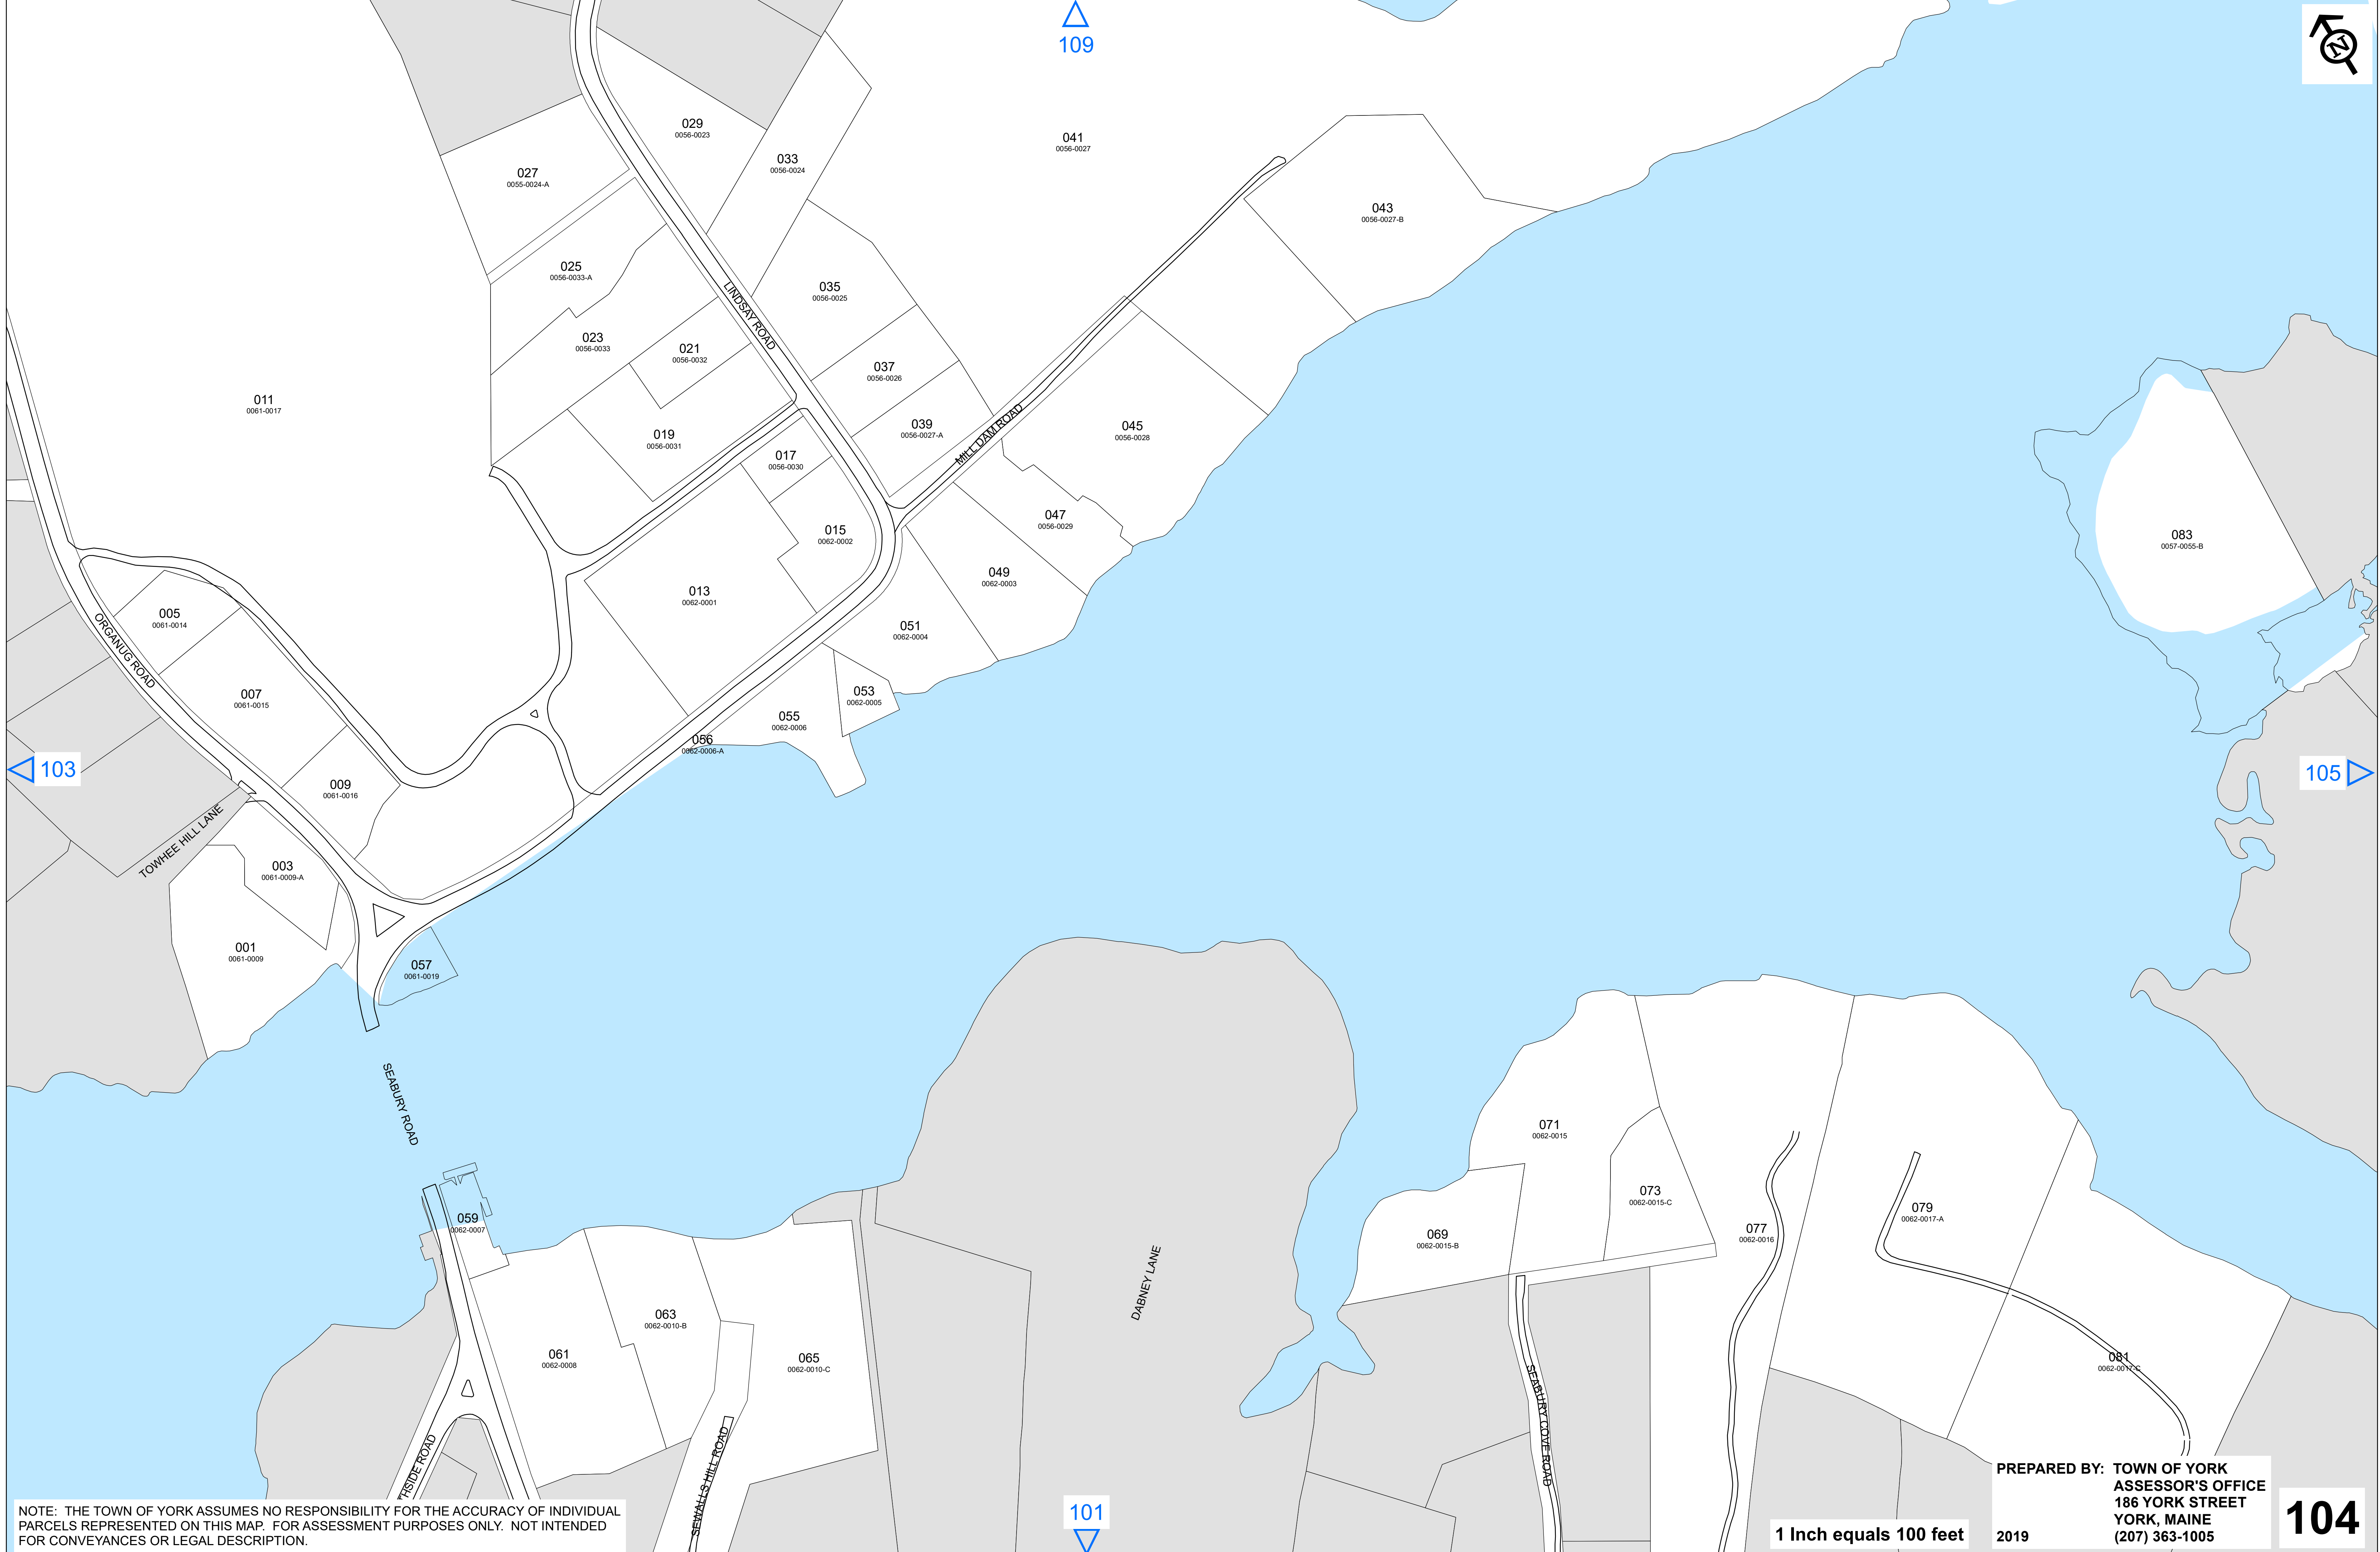 109
N
029
0056-0023
041
0056-0027
033
0056-0024
027
0055-0024-A
043
0056-0027-B
025
0056-0033-A
035
0056-0025
LINDSAY ROAD
023
0056-0033
021
0056-0032
037
0056-0026
011
0061-0017
039
0056-0027-A
MILL DAM ROAD
045
0056-0028
019
0056-0031
017
0056-0030
047
0056-0029
015
0062-0002
083
0057-0055-B
049
0062-0003
013
0062-0001
005
0061-0014
051
0062-0004
ORGANUG ROAD
007
0061-0015
053
0062-0005
055
0062-0006
056
0062-0006-A
103
105
009
0061-0016
TOWHEE HILL LANE
003
0061-0009-A
001
0061-0009
057
0061-0019
SEABURY ROAD
071
0062-0015
073
0062-0015-C
059
0062-0007
069
0062-0015-B
077
0062-0016
079
0062-0017-A
DABNEY LANE
063
0062-0010-B
061
0062-0008
065
0062-0010-C
081
0062-0017-C
SEABURY COVE ROAD
THSIDE ROAD
SEWALLS HILL ROAD
101
NOTE: THE TOWN OF YORK ASSUMES NO RESPONSIBILITY FOR THE ACCURACY OF INDIVIDUAL
PARCELS REPRESENTED ON THIS MAP. FOR ASSESSMENT PURPOSES ONLY. NOT INTENDED
FOR CONVEYANCES OR LEGAL DESCRIPTION.
1 Inch equals 100 feet
PREPARED BY: TOWN OF YORK
ASSESSOR'S OFFICE
186 YORK STREET
YORK, MAINE
2019 (207) 363-1005
104